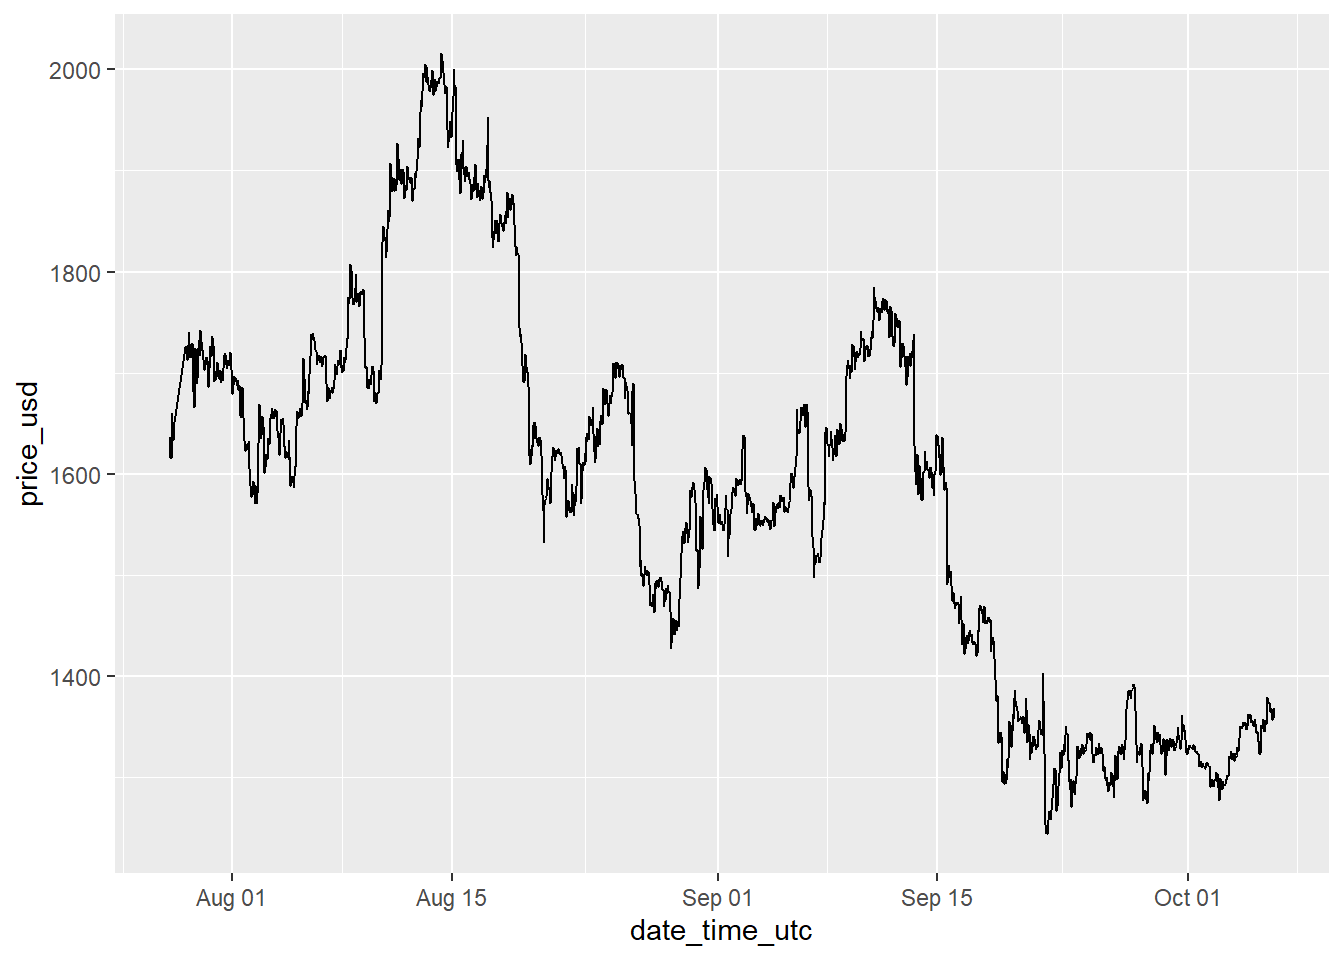 price_usd
2000
1800
1600
1400
Aug 01
Aug 15
Sep 01
Sep 15
Oct 01
date_time_utc